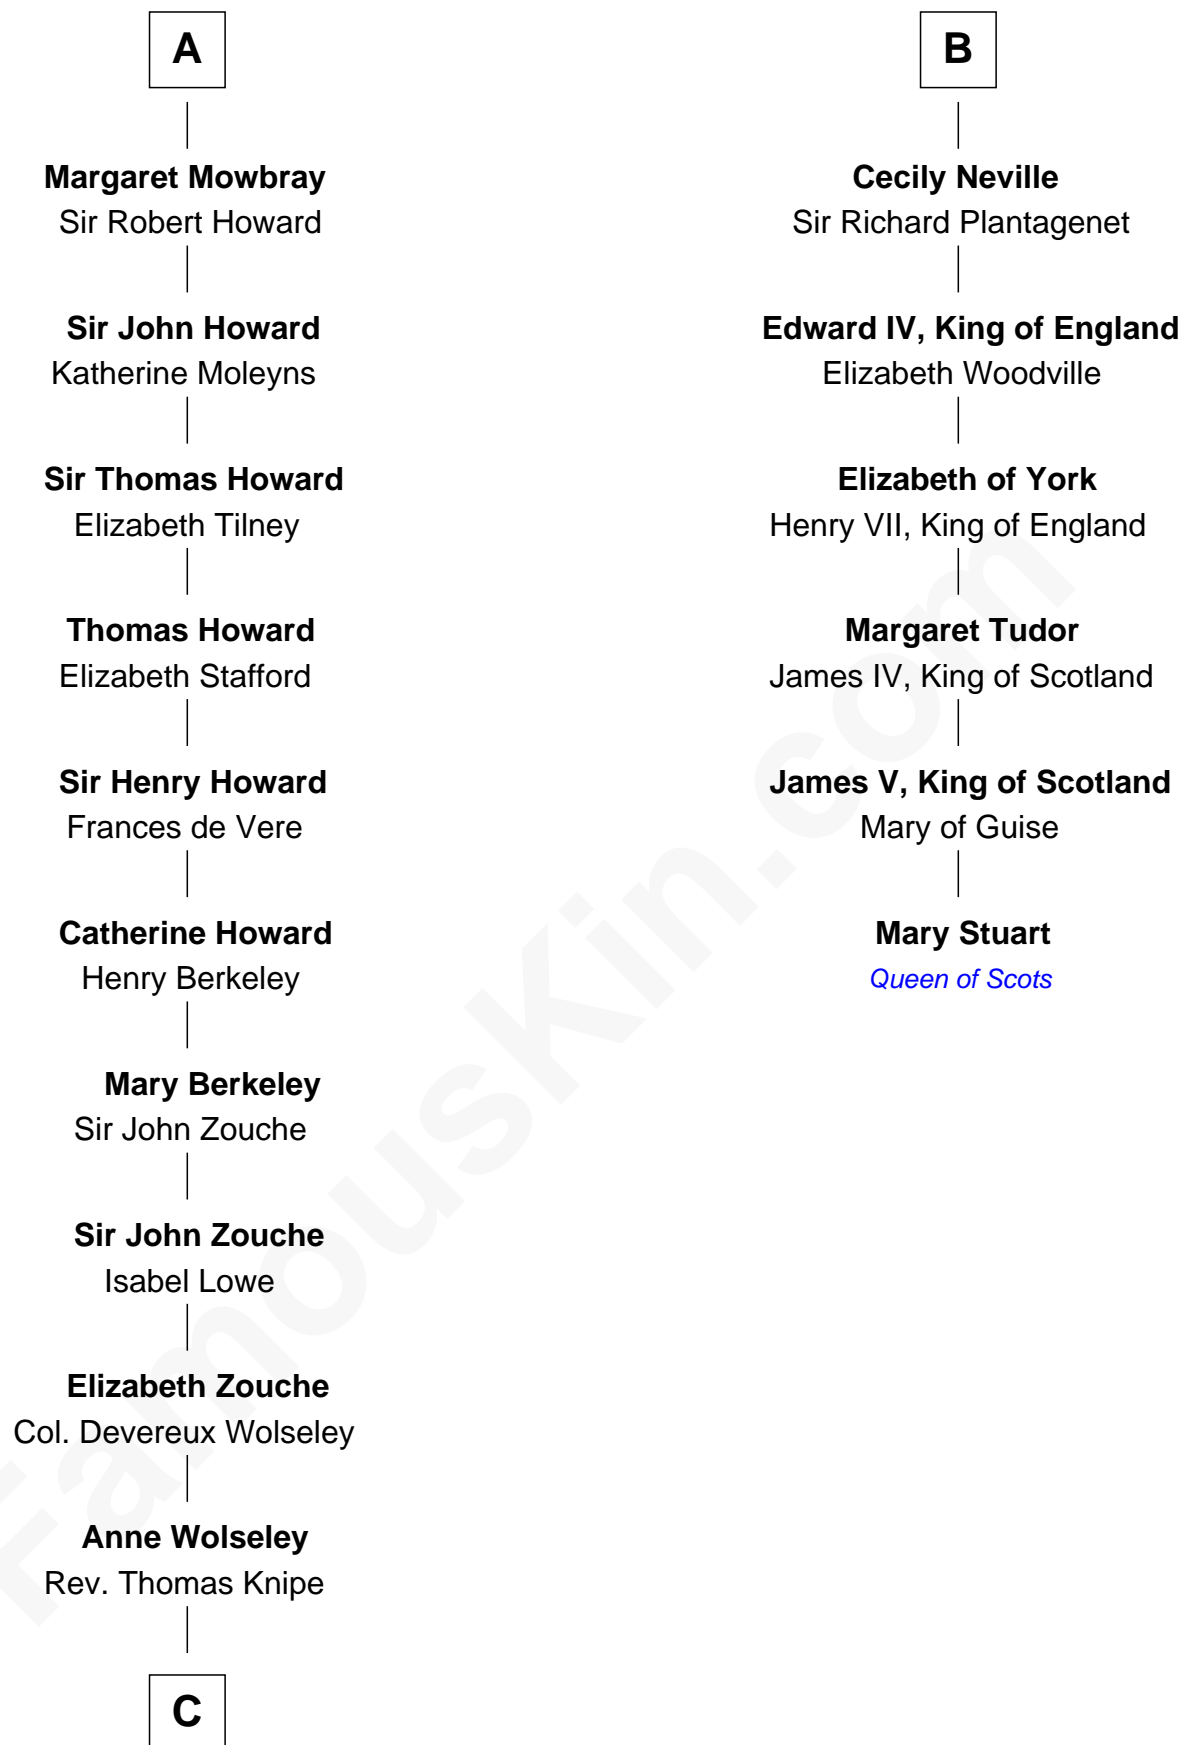 A
Margaret Mowbray
Sir Robert Howard
Sir John Howard
Katherine Moleyns
Sir Thomas Howard
Elizabeth Tilney
Thomas Howard
Elizabeth Stafford
Sir Henry Howard
Frances de Vere
Catherine Howard
Henry Berkeley
Mary Berkeley
Sir John Zouche
Sir John Zouche
Isabel Lowe
Elizabeth Zouche
Col. Devereux Wolseley
Anne Wolseley
Rev. Thomas Knipe
C
B
Cecily Neville
Sir Richard Plantagenet
Edward IV, King of England
Elizabeth Woodville
Elizabeth of York
Henry VII, King of England
Margaret Tudor
James IV, King of Scotland
James V, King of Scotland
Mary of Guise
Mary Stuart
Queen of Scots
FamousKin.com